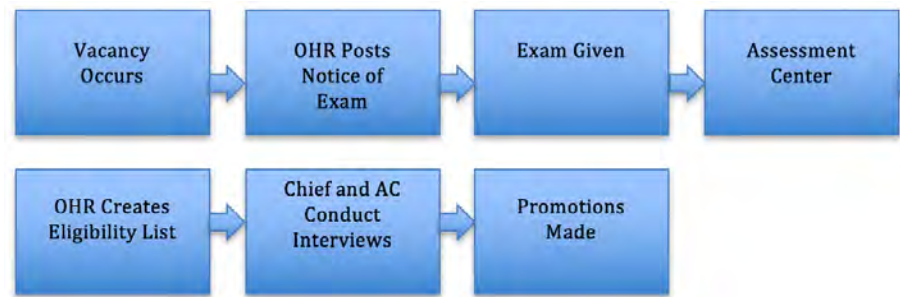 Vacancy
Occurs
OHR Posts
Notice of
Exam
Exam Given
Assessment
Center
OHR Creates
Eligibility List
Chief and AC
Conduct
Interviews
Promotions
Made